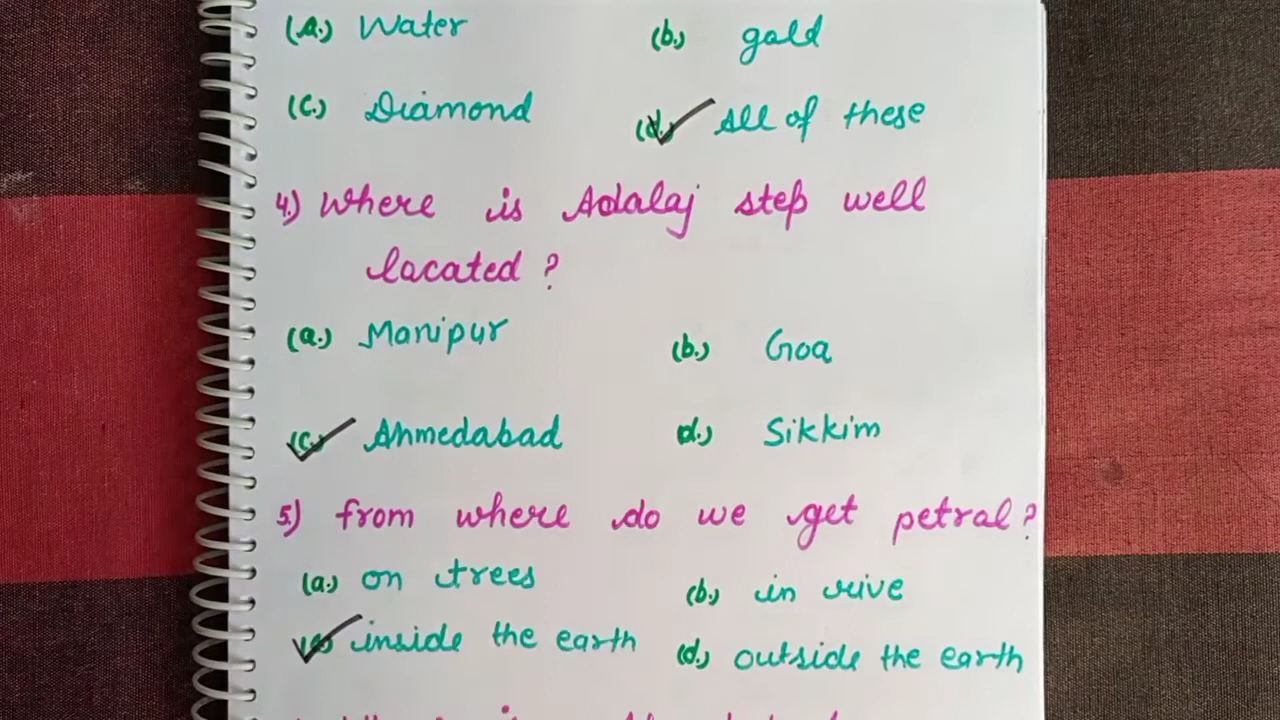 (a.) Water (b.) gold
(c.) Diamond (d.) All of these
4.) Where is Adalaj step well
located ?
(a.) Manipur (b.) Goa
(c.) Ahmedabad d.) Sikkim
5.) from where do we get petral ?
(a.) on trees (b.) in rive
(c) inside the earth (d.) outside the earth